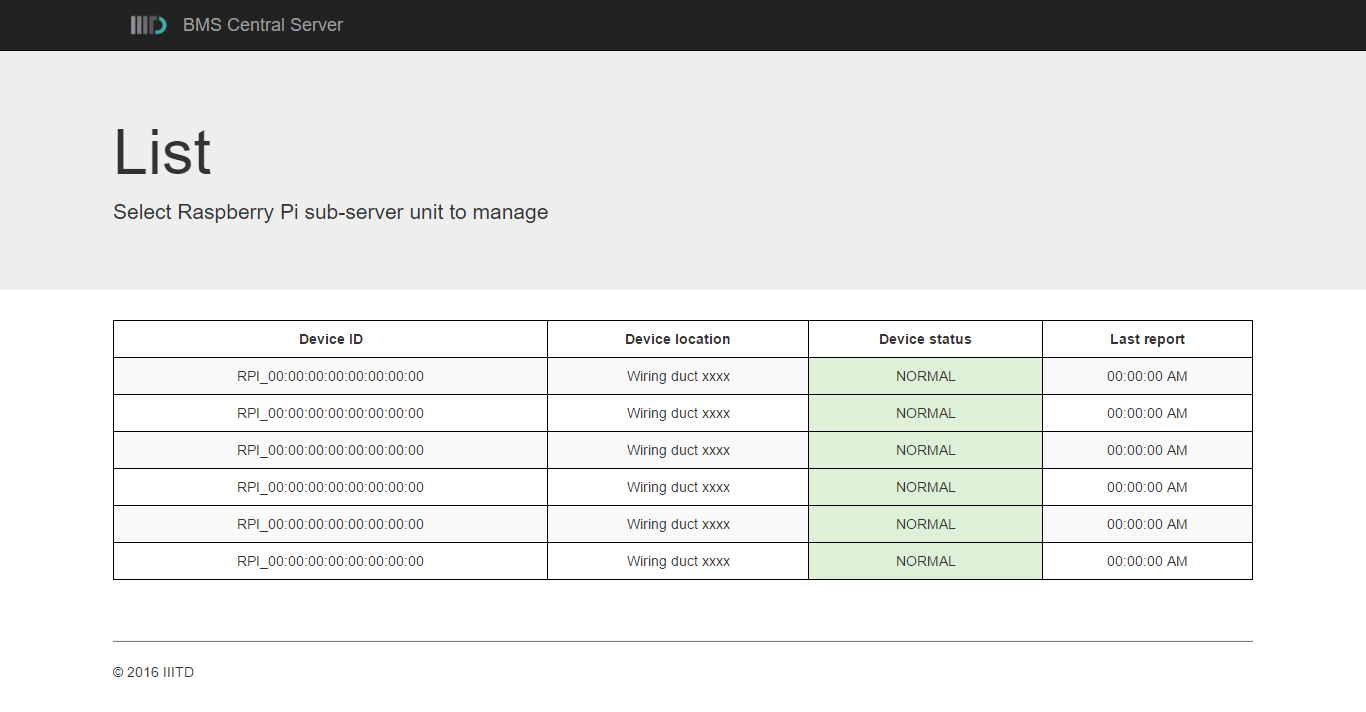 BMS Central Server
List
Select Raspberry Pi sub-server unit to manage
Device ID Device location Device status Last report
RPI_00:00:00:00:00:00:00:00 Wiring duct xxxx NORMAL 00:00:00 AM
RPI_00:00:00:00:00:00:00:00 Wiring duct xxxx NORMAL 00:00:00 AM
RPI_00:00:00:00:00:00:00:00 Wiring duct xxxx NORMAL 00:00:00 AM
RPI_00:00:00:00:00:00:00:00 Wiring duct xxxx NORMAL 00:00:00 AM
RPI_00:00:00:00:00:00:00:00 Wiring duct xxxx NORMAL 00:00:00 AM
RPI_00:00:00:00:00:00:00:00 Wiring duct xxxx NORMAL 00:00:00 AM
© 2016 IIITD